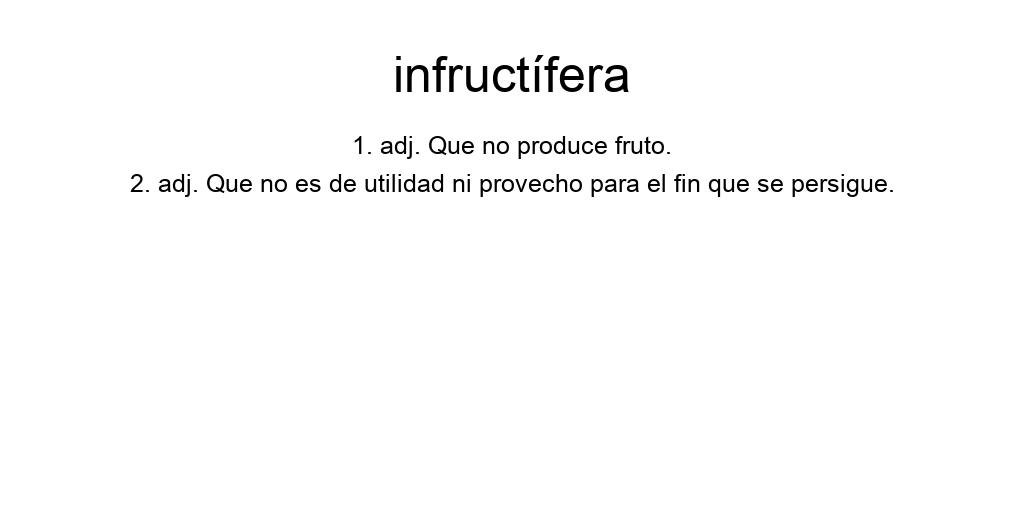 infructífera
1. adj. Que no produce fruto.
2. adj. Que no es de utilidad ni provecho para el fin que se persigue.